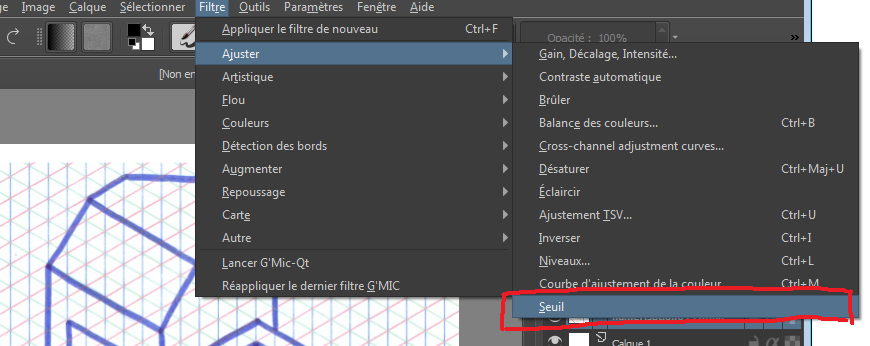 ge Image Calque Sélectionner Filtre Outils Paramètres Fenêtre Aide
Appliquer le filtre de nouveau Ctrl+F
Opacité : 100%
[Non en
Ajuster
Artistique
Flou
Couleurs
Détection des bords
Augmenter
Repoussage
Carte
Autre
Lancer G'Mic-Qt
Réappliquer le dernier filtre G'MIC
Gain, Décalage, Intensité...
Contraste automatique
Brûler
Balance des couleurs... Ctrl+B
Cross-channel adjustment curves...
Désaturer Ctrl+Maj+U
Éclaircir
Ajustement TSV... Ctrl+U
Inverser Ctrl+I
Niveaux... Ctrl+L
Courbe d'ajustement de la couleur Ctrl+M
Seuil
Calque 1